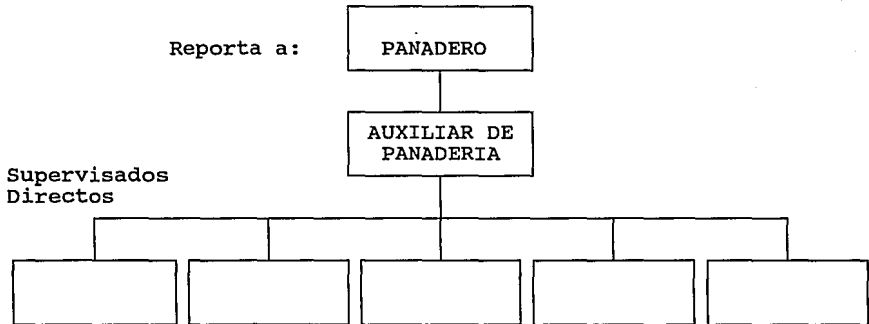 Reporta a: PANADERO
AUXILIAR DE
PANADERIA
Supervisados
Directos